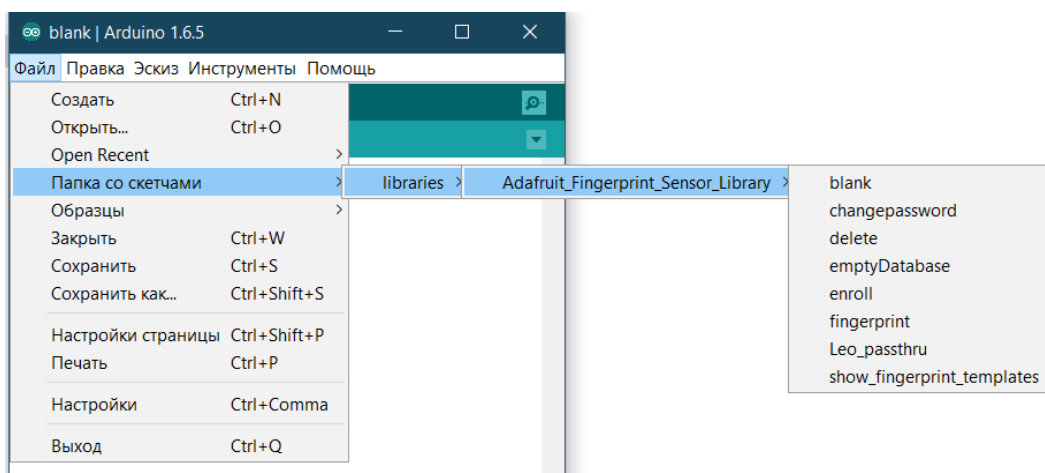 blank | Arduino 1.6.5
Файл Правка Эскиз Инструменты Помощь
Создать Ctrl+N
Открыть... Ctrl+O
Open Recent
Папка со скетчами libraries Adafruit_Fingerprint_Sensor_Library blank
Образцы changepassword
Закрыть Ctrl+W delete
Сохранить Ctrl+S emptyDatabase
Сохранить как... Ctrl+Shift+S enroll
Настройки страницы Ctrl+Shift+P fingerprint
Печать Ctrl+P Leo_passthru
show_fingerprint_templates
Настройки Ctrl+Comma
Выход Ctrl+Q